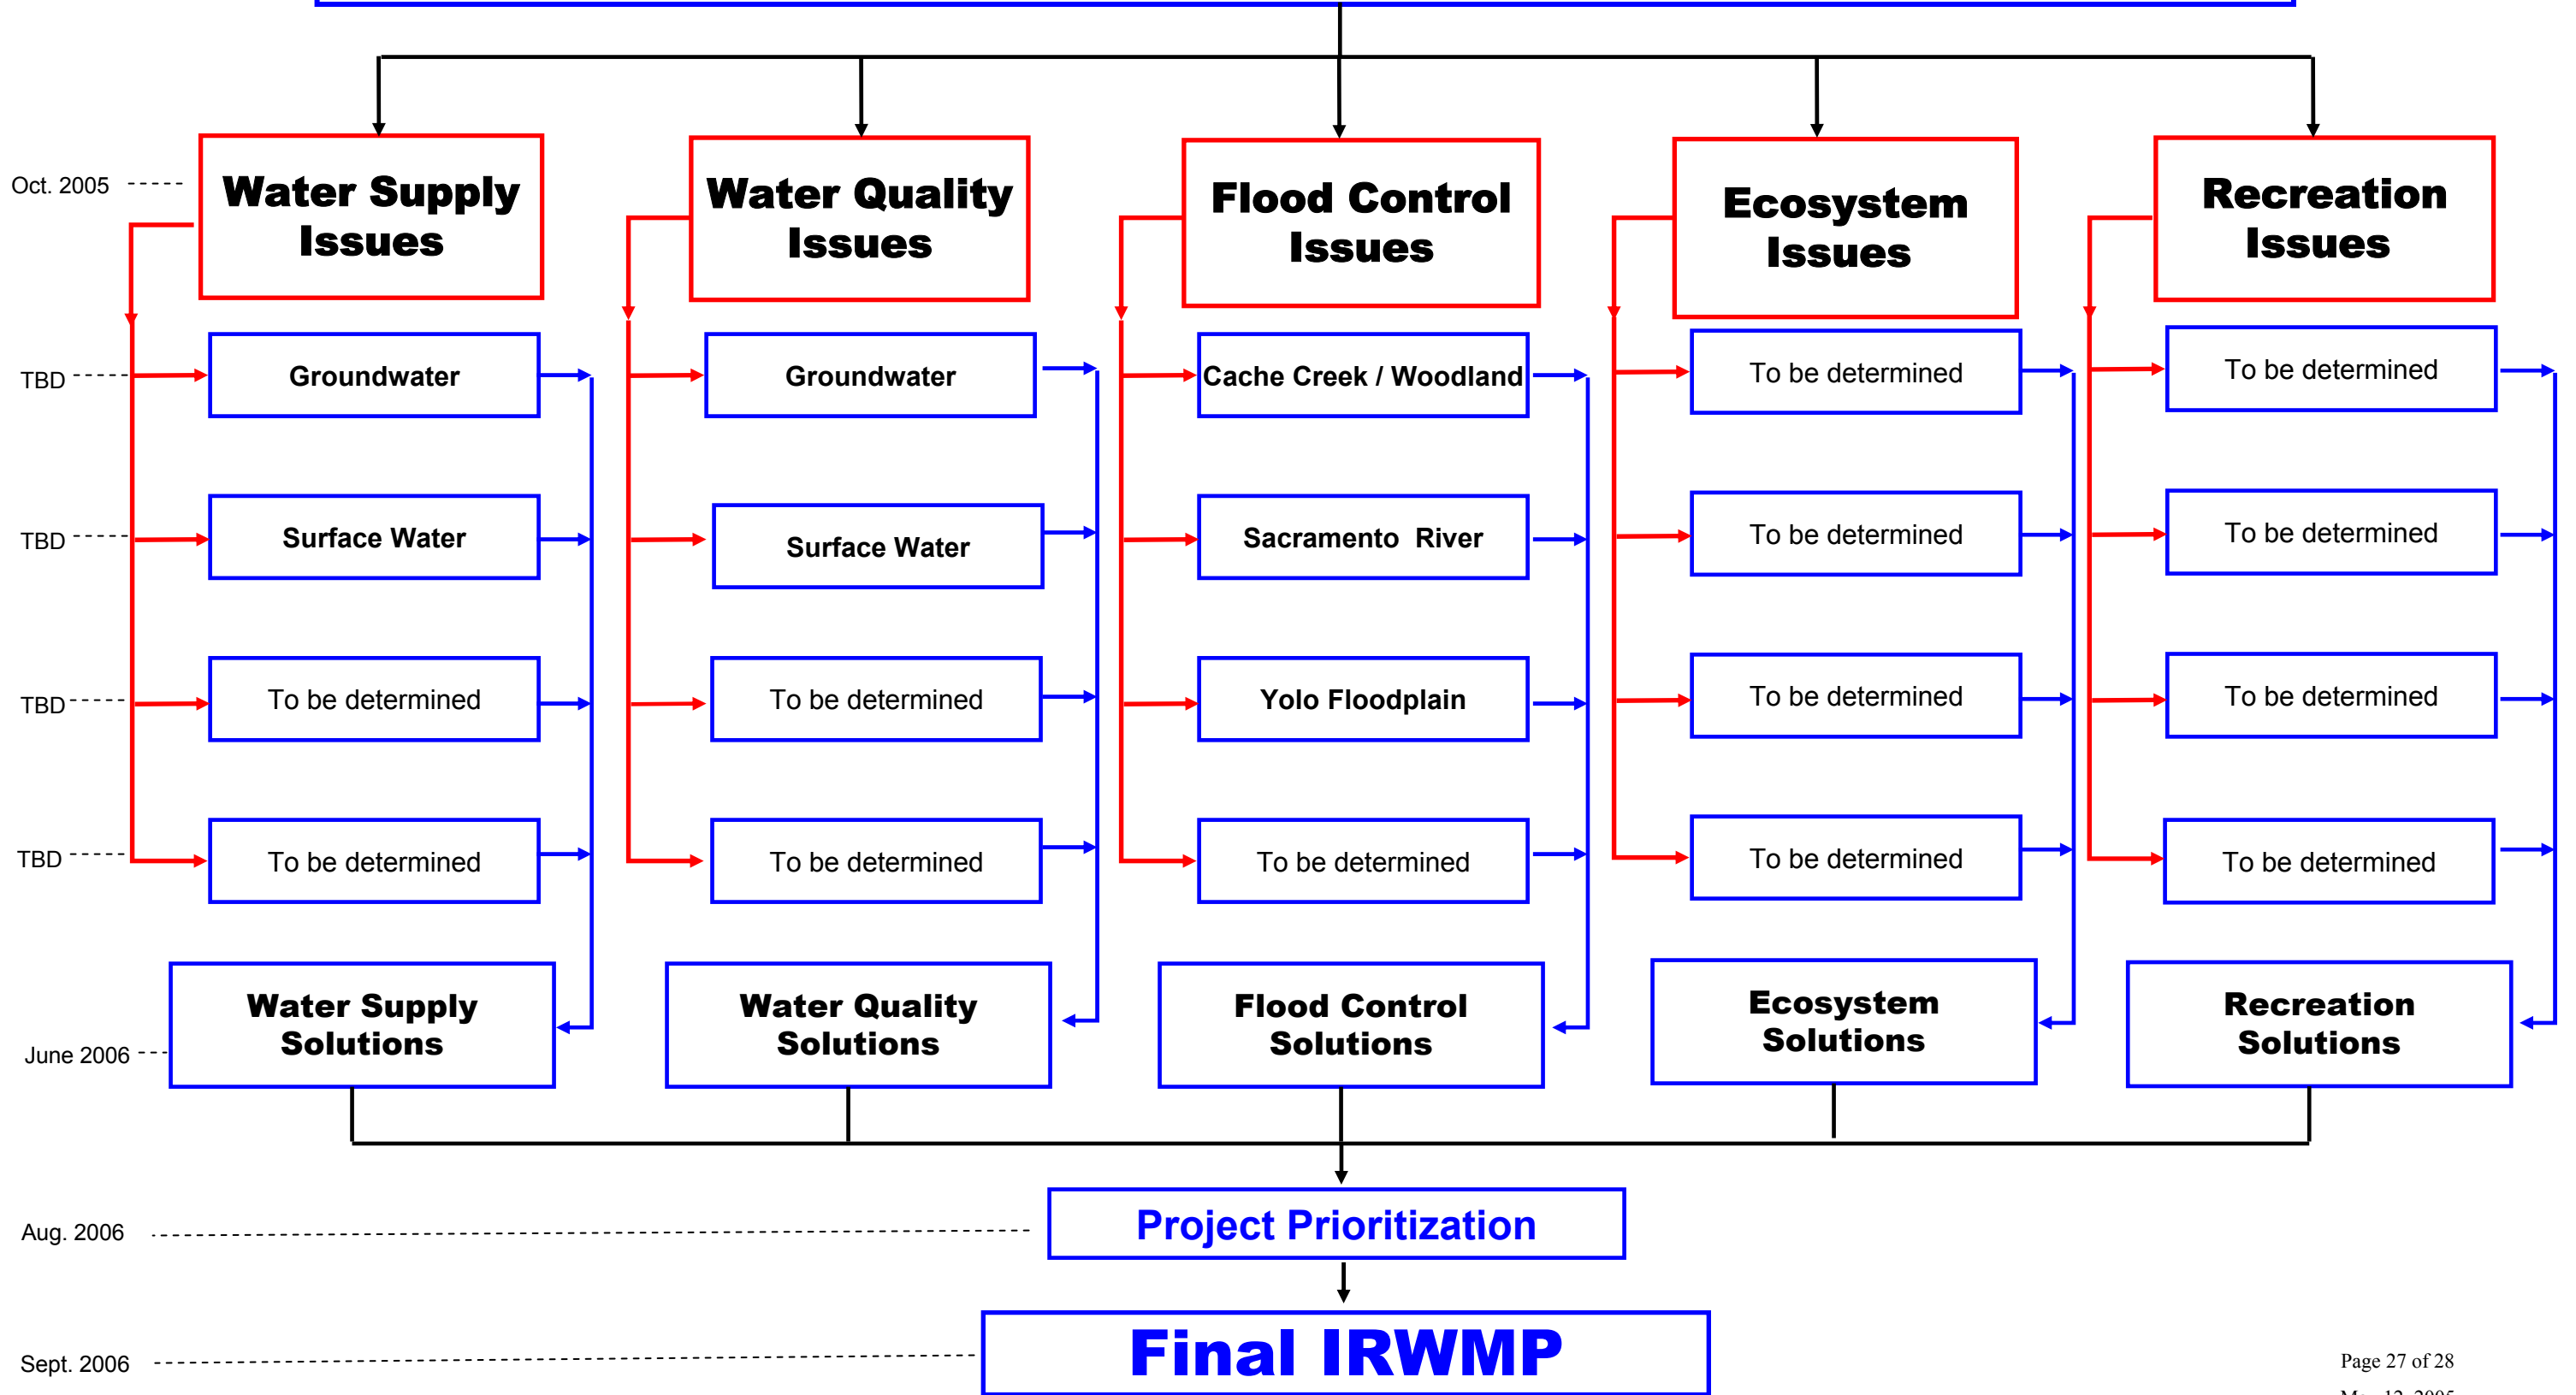 Oct. 2005
Water Supply
Issues
Water Quality
Issues
Flood Control
Issues
Ecosystem
Issues
Recreation
Issues
TBD
Groundwater
Groundwater
Cache Creek / Woodland
To be determined
To be determined
TBD
Surface Water
Surface Water
Sacramento River
To be determined
To be determined
TBD
To be determined
To be determined
Yolo Floodplain
To be determined
To be determined
TBD
To be determined
To be determined
To be determined
To be determined
To be determined
June 2006
Water Supply
Solutions
Water Quality
Solutions
Flood Control
Solutions
Ecosystem
Solutions
Recreation
Solutions
Aug. 2006
Project Prioritization
Sept. 2006
Final IRWMP
Page 27 of 28